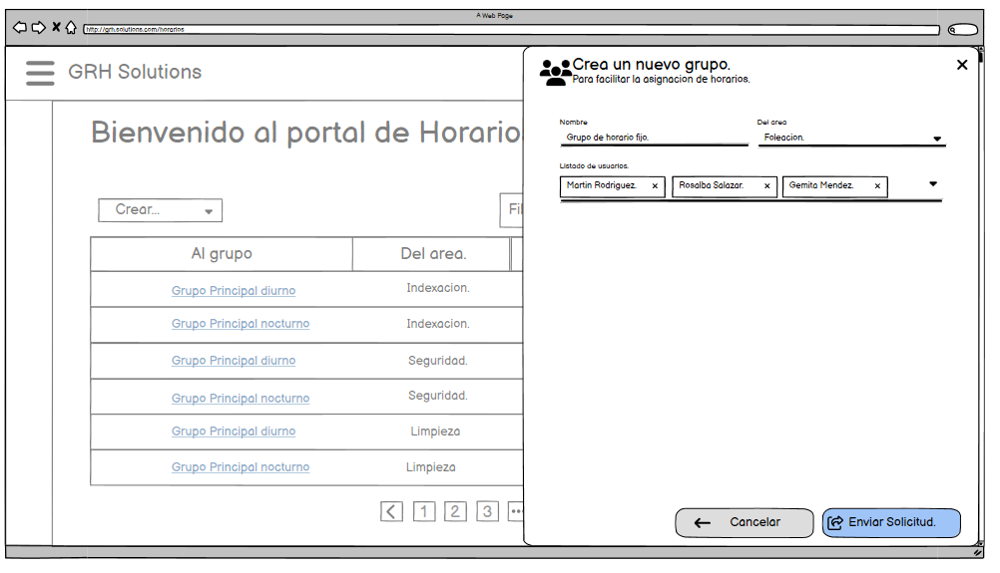 A Web Page
http://grh.solutions.com/horarios
GRH Solutions
Bienvenido al portal de Horario
Crear...
Fil
Al grupo
Del area.
Grupo Principal diurno
Indexacion.
Grupo Principal nocturno
Indexacion.
Grupo Principal diurno
Seguridad.
Grupo Principal nocturno
Seguridad.
Grupo Principal diurno
Limpieza
Grupo Principal nocturno
Limpieza
1 2 3 ...
Crea un nuevo grupo.
Para facilitar la asignacion de horarios.
Nombre
Del area
Grupo de horario fijo.
Foleacion.
Listado de usuarios.
Martin Rodriguez. x
Rosalba Salazar. x
Gemita Mendez. x
Cancelar
Enviar Solicitud.